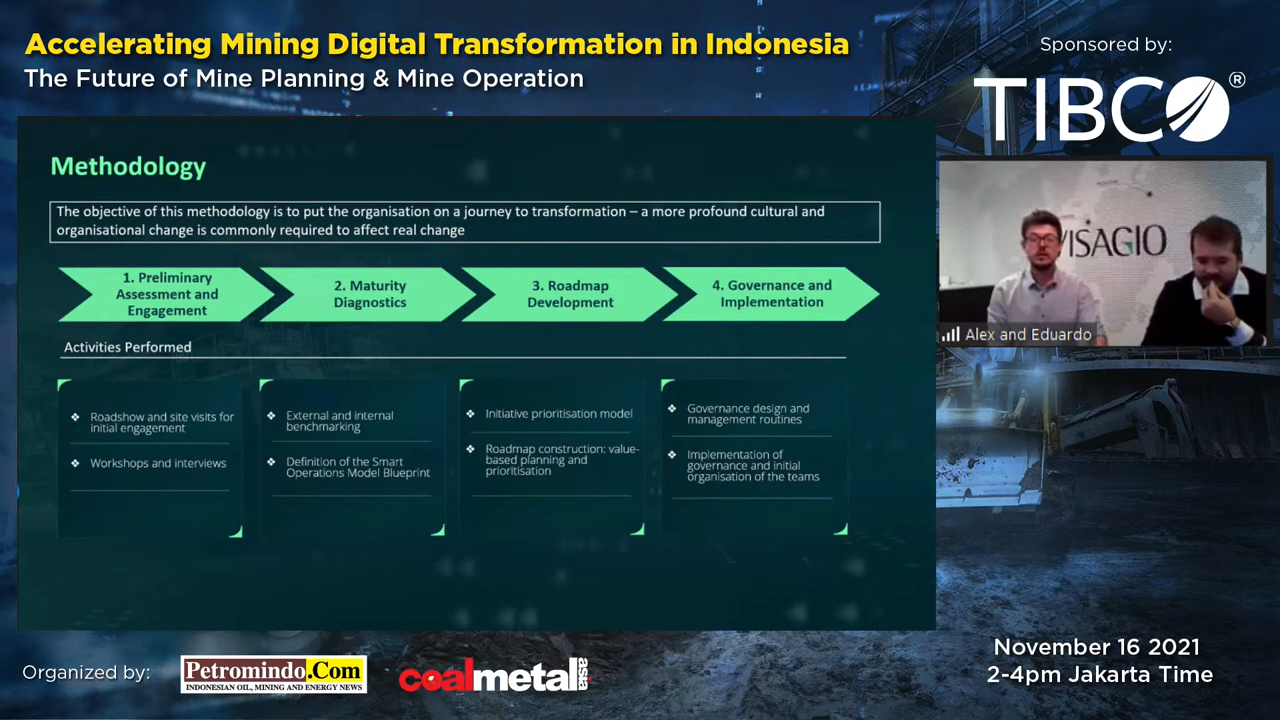 Accelerating Mining Digital Transformation in Indonesia
The Future of Mine Planning & Mine Operation
Sponsored by:
TIBCO®
Methodology
The objective of this methodology is to put the organisation on a journey to transformation – a more profound cultural and
organisational change is commonly required to affect real change
1. Preliminary
Assessment and
Engagement
2. Maturity
Diagnostics
3. Roadmap
Development
4. Governance and
Implementation
Activities Performed
❖ Roadshow and site visits for
initial engagement
❖ Workshops and interviews
❖ External and internal
benchmarking
❖ Definition of the Smart
Operations Model Blueprint
❖ Initiative prioritisation model
❖ Roadmap construction: value-
based planning and
prioritisation
❖ Governance design and
management routines
❖ Implementation of
governance and initial
organisation of the teams
VISAGIO
Alex and Eduardo
Organized by:
Petromindo.Com
INDONESIAN OIL, MINING AND ENERGY NEWS
coalmetal asia
November 16 2021
2-4pm Jakarta Time